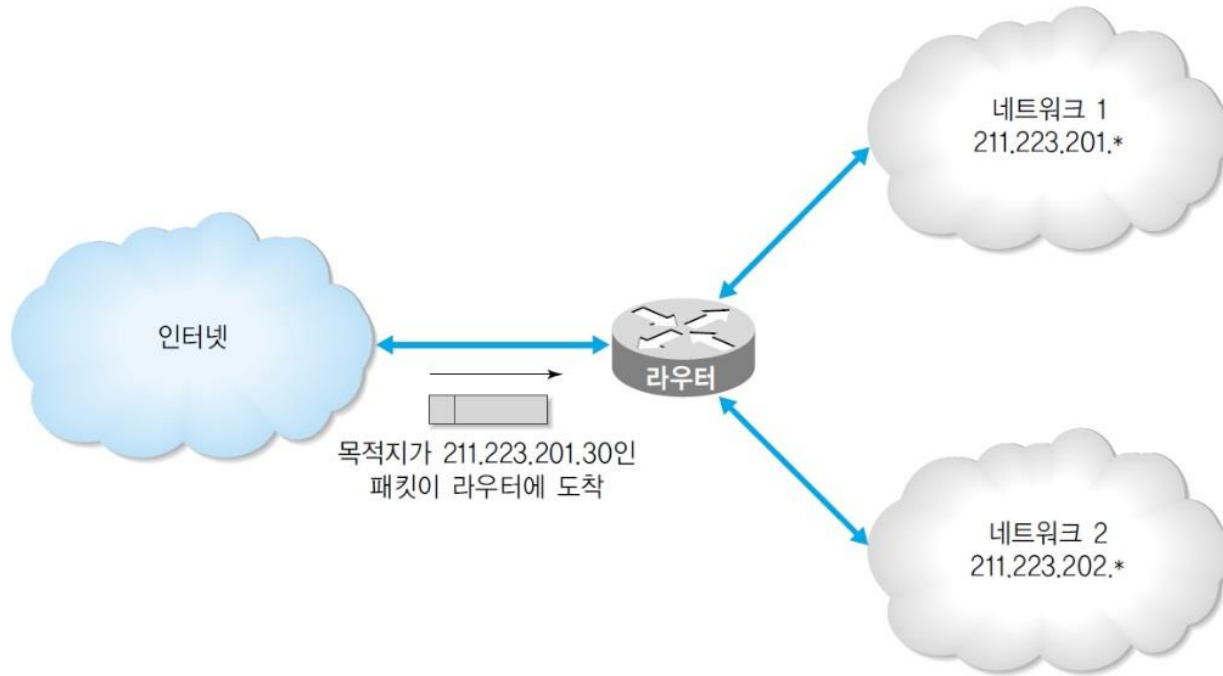 네트워크 1
211.223.201.*
인터넷
라우터
목적지가 211.223.201.30인
패킷이 라우터에 도착
네트워크 2
211.223.202.*